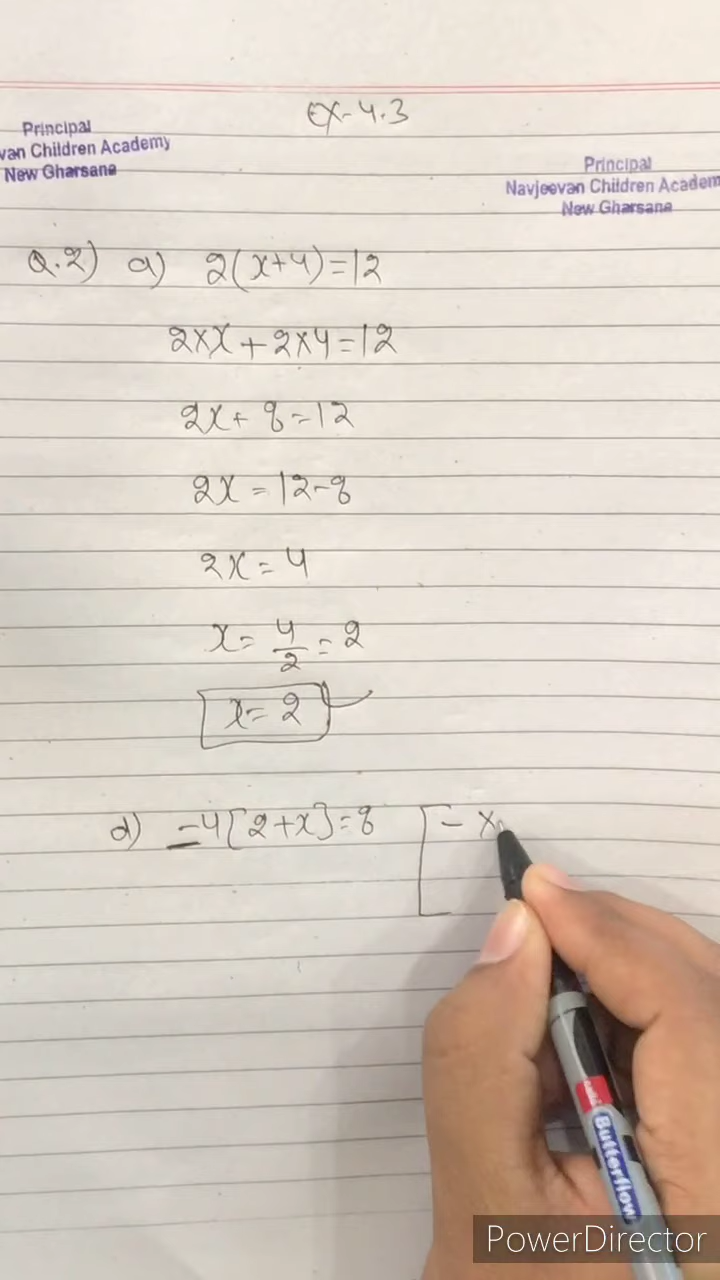 Ex-4.3
Principal
van Children Academy
New Gharsana
Principal
Navjeevan Children Academ
New Gharsana
Q.2) a) 2(x+4)=12
2×x+2×4=12
2x+8=12
2x=12-8
2x=4
x=4/2=2
x=2
d) -4[2+x]=8 [- ×
Butterflow
PowerDirector